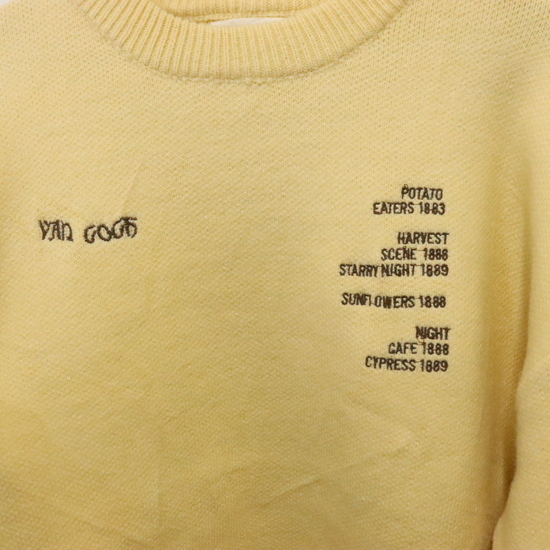 VAN GOGH
POTATO
EATERS 1883
HARVEST
SCENE 1888
STARRY NIGHT 1889
SUNFLOWERS 1888
NIGHT
CAFE 1888
CYPRESS 1889